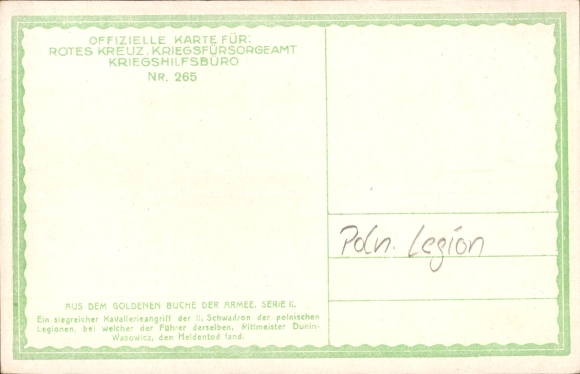 OFFIZIELLE KARTE FÜR:
ROTES KREUZ, KRIEGSFÜRSORGEAMT
KRIEGSHILFSBÜRO
NR. 265
Poln. Legion
AUS DEM GOLDENEN BUCHE DER ARMEE, SERIE II.
Ein siegreicher Kavallerieangriff der II. Schwadron der polnischen
Legionen, bei welcher der Führer derselben, Rittmeister Dunin-
Wasowicz, den Heldentod fand.